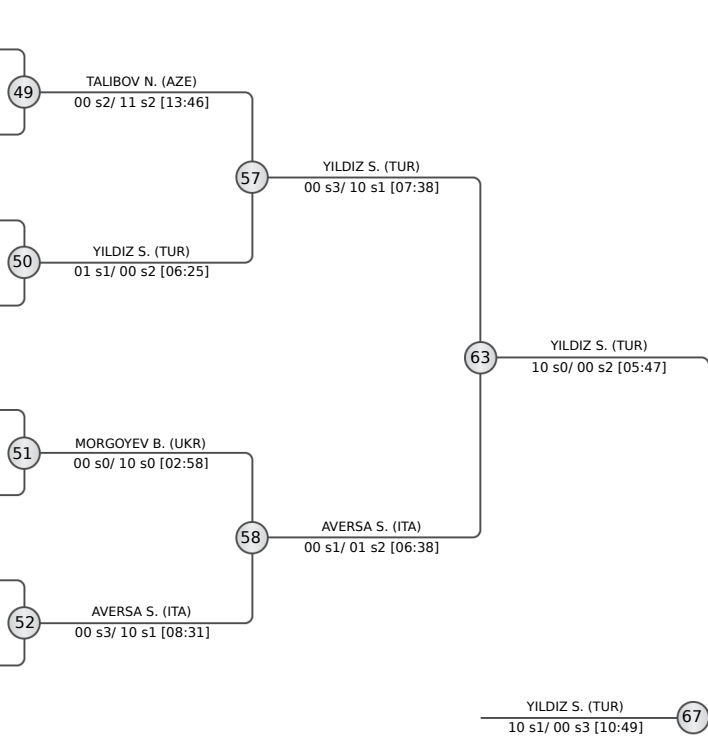 49
TALIBOV N. (AZE)
00 s2/ 11 s2 [13:46]
57
YILDIZ S. (TUR)
00 s3/ 10 s1 [07:38]
50
YILDIZ S. (TUR)
01 s1/ 00 s2 [06:25]
63
YILDIZ S. (TUR)
10 s0/ 00 s2 [05:47]
51
MORGOYEV B. (UKR)
00 s0/ 10 s0 [02:58]
58
AVERSA S. (ITA)
00 s1/ 01 s2 [06:38]
52
AVERSA S. (ITA)
00 s3/ 10 s1 [08:31]
YILDIZ S. (TUR)
10 s1/ 00 s3 [10:49]
67